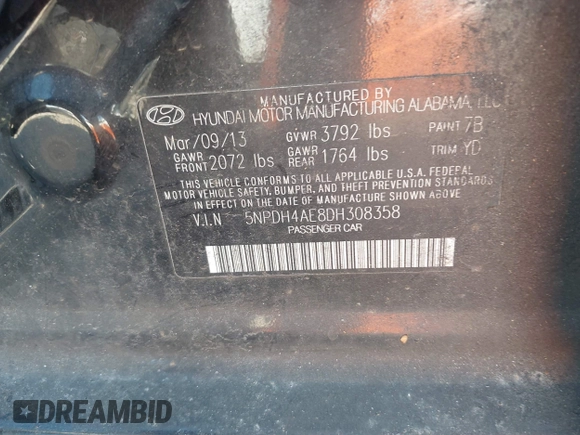 MANUFACTURED BY
HYUNDAI MOTOR MANUFACTURING ALABAMA, LLC
Mar/09/13 GVWR 3792 lbs PAINT 7B
GAWR FRONT 2072 lbs GAWR REAR 1764 lbs TRIM YD
THIS VEHICLE CONFORMS TO ALL APPLICABLE U.S.A. FEDERAL
MOTOR VEHICLE SAFETY, BUMPER, AND THEFT PREVENTION STANDARDS
IN EFFECT ON THE DATE OF MANUFACTURE SHOWN ABOVE
V.I.N 5NPDH4AE8DH308358
PASSENGER CAR
DREAMBID